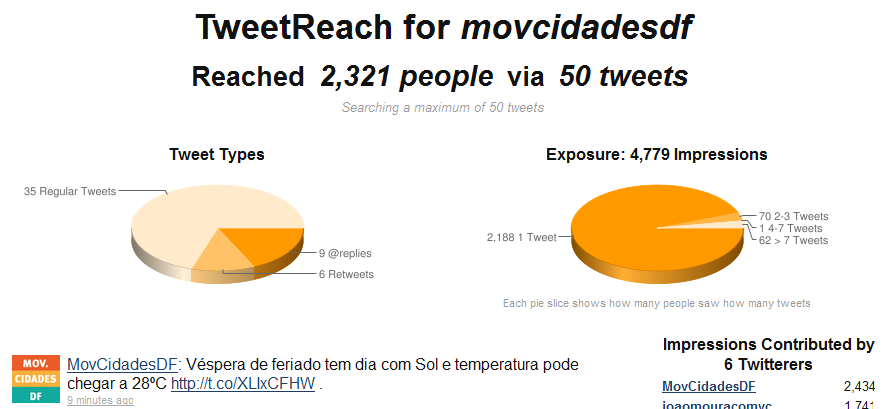 TweetReach for movcidadesdf
Reached 2,321 people via 50 tweets
Searching a maximum of 50 tweets
Tweet Types
35 Regular Tweets
9 @replies
6 Retweets
Exposure: 4,779 Impressions
70 2-3 Tweets
1 4-7 Tweets
2,188 1 Tweet
62 > 7 Tweets
Each pie slice shows how many people saw how many tweets
MOV.
CIDADES
DF
MovCidadesDF: Véspera de feriado tem dia com Sol e temperatura pode
chegar a 28ºC http://t.co/XLlxCFHW .
9 minutes ago
Impressions Contributed by
6 Twitterers
MovCidadesDF 2,434
joaomouracomvc 1,741